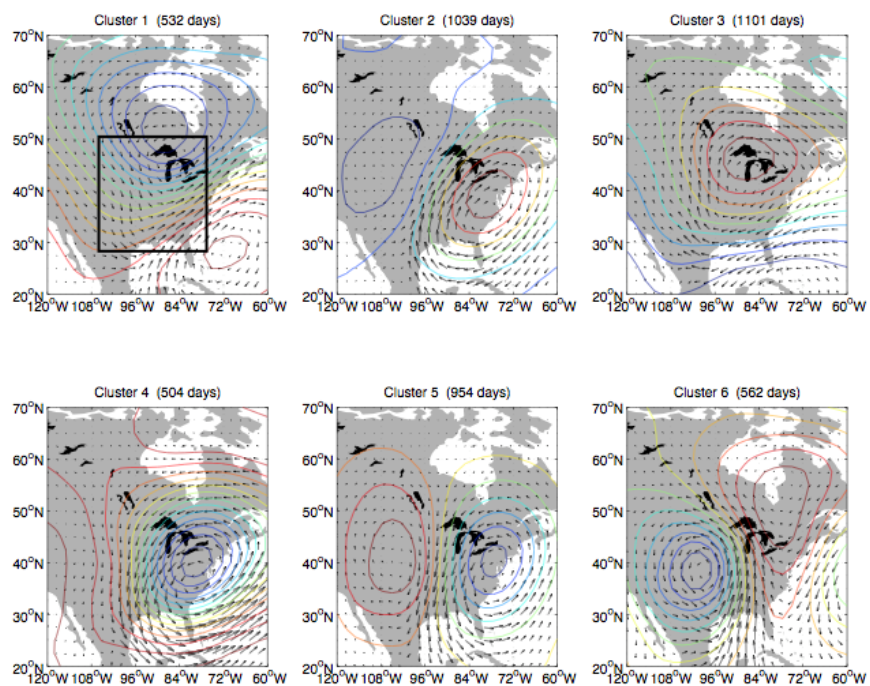 Cluster 1 (532 days)
Cluster 2 (1039 days)
Cluster 3 (1101 days)
70°N
60°N
50°N
40°N
30°N
20°N
120°W 108°W 96°W 84°W 72°W 60°W
70°N
60°N
50°N
40°N
30°N
20°N
120°W 108°W 96°W 84°W 72°W 60°W
70°N
60°N
50°N
40°N
30°N
20°N
120°W 108°W 96°W 84°W 72°W 60°W
Cluster 4 (504 days)
Cluster 5 (954 days)
Cluster 6 (562 days)
70°N
60°N
50°N
40°N
30°N
20°N
120°W 108°W 96°W 84°W 72°W 60°W
70°N
60°N
50°N
40°N
30°N
20°N
120°W 108°W 96°W 84°W 72°W 60°W
70°N
60°N
50°N
40°N
30°N
20°N
120°W 108°W 96°W 84°W 72°W 60°W